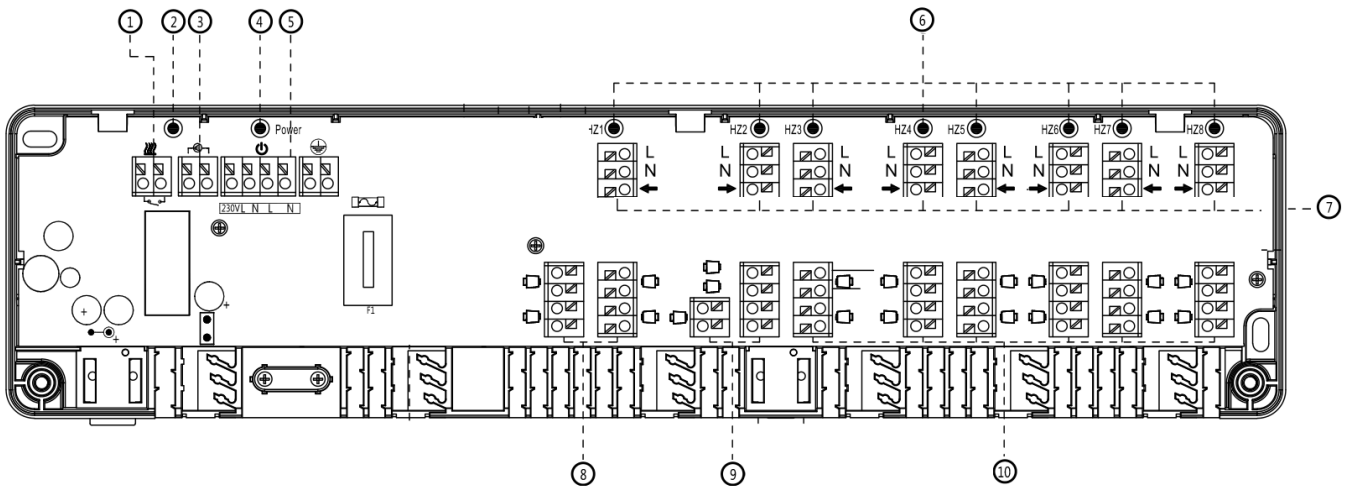 1 2 3 4 5 6
Power
HZ1 HZ2 HZ3 HZ4 HZ5 HZ6 HZ7 HZ8
L L L L L L L L
N N N N N N N N
230V L N L N
7
+ +
F1
+
8 9 10